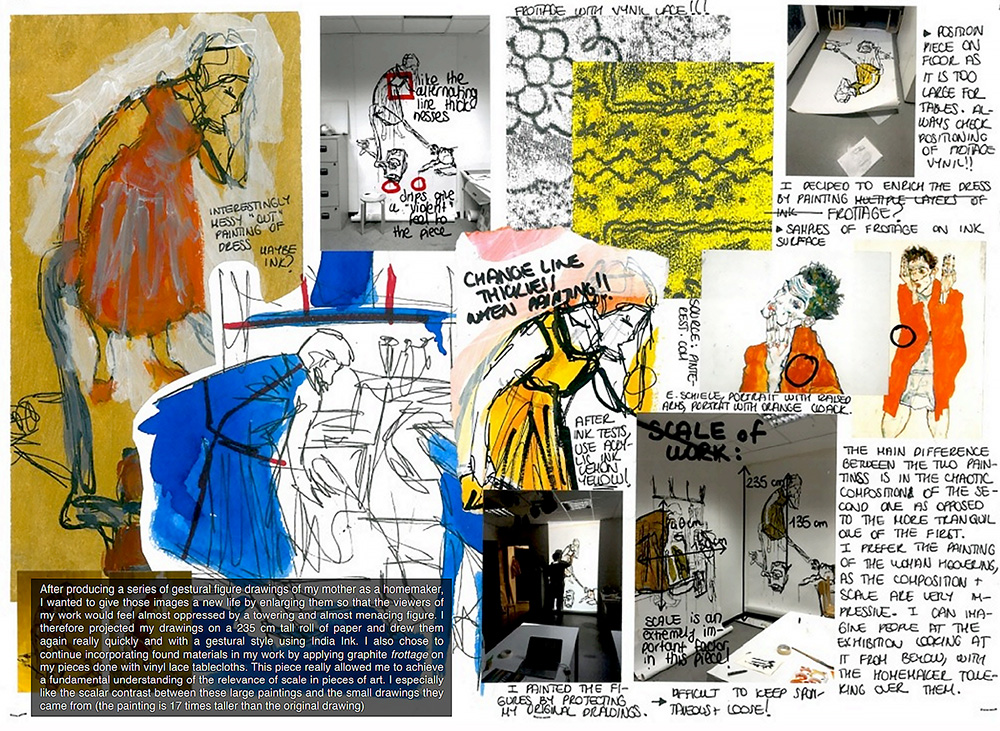 FROTTAGE WITH VYNIL LACE!!!
like the
alternating
line thick
nesses
drips give
a "violent"
feel to
the piece
▶ POSITION
PIECE ON
FLOOR AS
IT IS TOO
LARGE FOR
TABLES. AL-
WAYS CHECK
POSITIONING
OF FROTTAGE
VYNIL!!
I DECIDED TO ENRICH THE DRESS
BY PAINTING MULTIPLE LAYERS OF
INK FROTTAGE.
▶ SAMPLES OF FROTTAGE ON INK
SURFACE
INTERESTINGLY
MESSY "OUT"
PAINTING OF
DRESS
MAYBE
INK?
CHANGE LINE
THICKNESS
WHEN PAINTING!!
SOURCE: PINTE-
REST.COM
E. SCHIELE, PORTRAIT WITH RAISED
ARMS, PORTRAIT WITH ORANGE CLOACK.
AFTER
INK TESTS,
USE ACRY-
LIC INK
LEMON
YELLOW!
SCALE of
WORK:
235 cm
135 cm
SCALE IS an
extremely im-
portant factor
in this piece!
THE MAIN DIFFERENCE
BETWEEN THE TWO PAIN-
TINGS IS IN THE CHAOTIC
COMPOSITION OF THE SE-
COND ONE AS OPPOSED
TO THE MORE TRANQUIL
ONE OF THE FIRST.
I PREFER THE PAINTING
OF THE WOMAN HOOVERING,
AS THE COMPOSITION +
SCALE ARE VERY IM-
PRESSIVE. I CAN IMA-
GINE PEOPLE AT THE
EXHIBITION LOOKING AT
IT FROM BELOW, WITH
THE HOMEMAKER TOWE-
RING OVER THEM.
I PAINTED THE FI-
GURES BY PROJECTING
MY ORIGINAL DRAWINGS.
→ DIFFICULT TO KEEP SPON-
TANEOUS + LOOSE!
After producing a series of gestural figure drawings of my mother as a homemaker,
I wanted to give those images a new life by enlarging them so that the viewers of
my work would feel almost oppressed by a towering and almost menacing figure. I
therefore projected my drawings on a 235 cm tall roll of paper and drew them
again really quickly and with a gestural style using India Ink. I also chose to
continue incorporating found materials in my work by applying graphite frottage on
my pieces done with vinyl lace tablecloths. This piece really allowed me to achieve
a fundamental understanding of the relevance of scale in pieces of art. I especially
like the scalar contrast between these large paintings and the small drawings they
came from (the painting is 17 times taller than the original drawing)